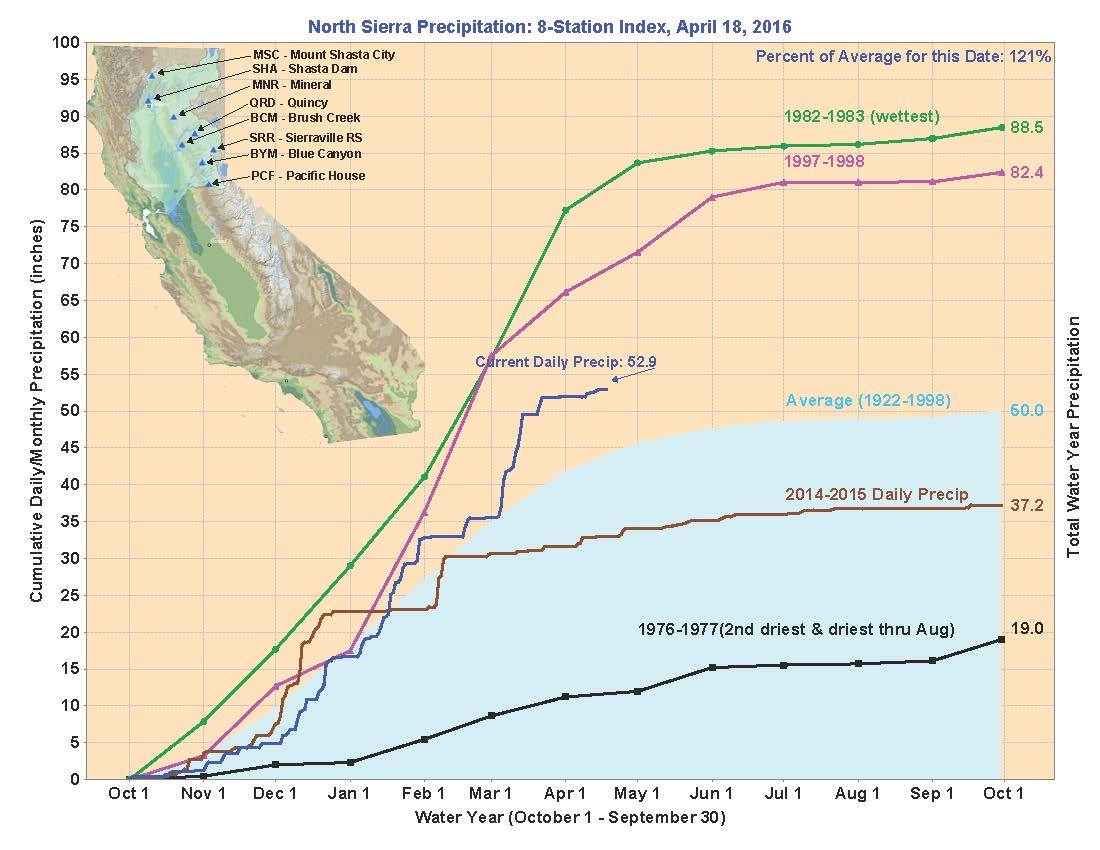 North Sierra Precipitation: 8-Station Index, April 18, 2016
Percent of Average for this Date: 121%
MSC - Mount Shasta City
SHA - Shasta Dam
MNR - Mineral
QRD - Quincy
BCM - Brush Creek
SRR - Sierraville RS
BYM - Blue Canyon
PCF - Pacific House
1982-1983 (wettest)
88.5
1997-1998
82.4
Current Daily Precip: 52.9
Average (1922-1998)
50.0
2014-2015 Daily Precip
37.2
1976-1977(2nd driest & driest thru Aug)
19.0
Cumulative Daily/Monthly Precipitation (inches)
100
95
90
85
80
75
70
65
60
55
50
45
40
35
30
25
20
15
10
5
0
Total Water Year Precipitation
Oct 1 Nov 1 Dec 1 Jan 1 Feb 1 Mar 1 Apr 1 May 1 Jun 1 Jul 1 Aug 1 Sep 1 Oct 1
Water Year (October 1 - September 30)